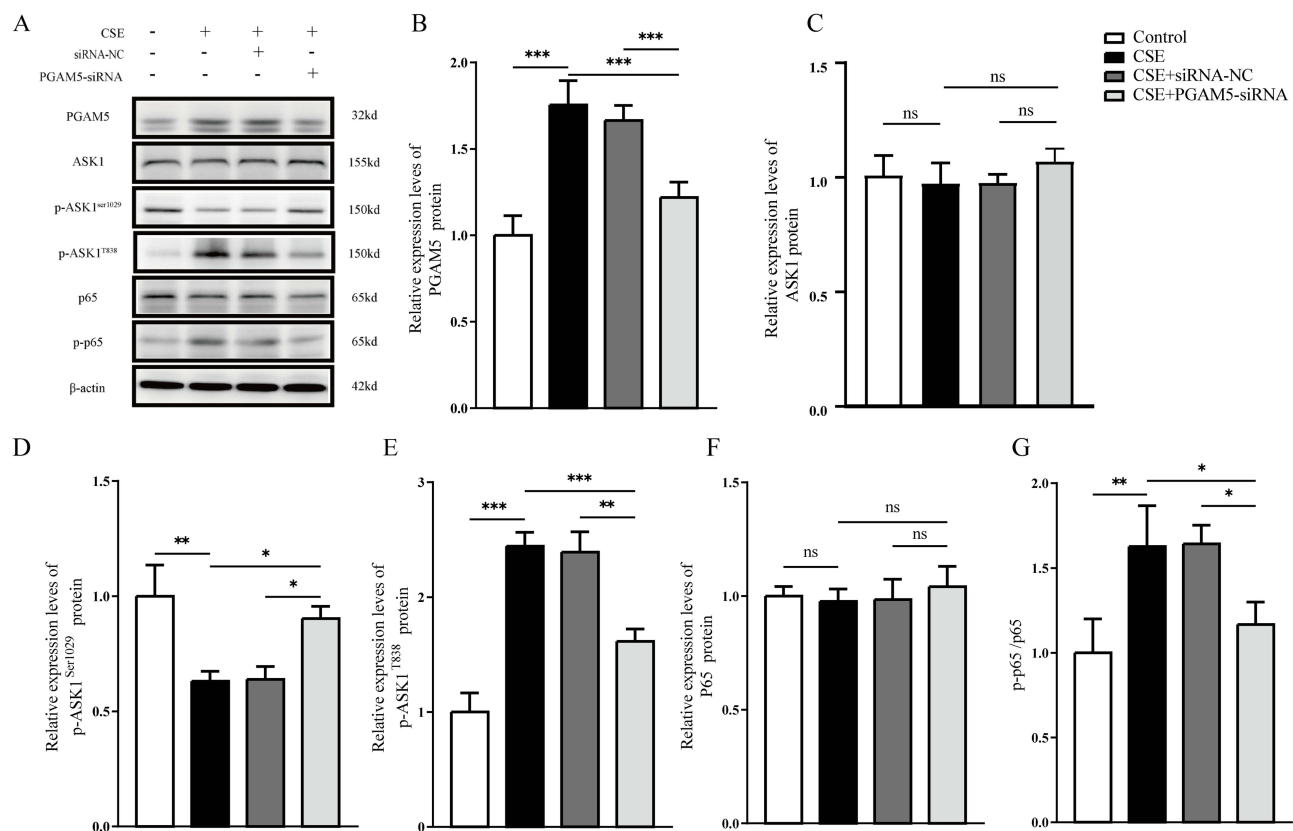 A
CSE - + + +
siRNA-NC - - + -
PGAM5-siRNA - - - +
PGAM5 32kd
ASK1 155kd
p-ASK1ser1029 150kd
p-ASK1T838 150kd
p65 65kd
p-p65 65kd
β-actin 42kd
B
Relative expression leves of
PGAM5 protein
2.0
1.5
1.0
0.5
0.0
***
***
***
C
Relative expression leves of
ASK1 protein
1.5
1.0
0.5
0.0
ns
ns
ns
Control
CSE
CSE+siRNA-NC
CSE+PGAM5-siRNA
D
Relative expression leves of
p-ASK1Ser1029 protein
1.5
1.0
0.5
0.0
**
*
*
E
Relative expression leves of
p-ASK1T838 protein
3
2
1
0
***
***
**
F
Relative expression leves of
P65 protein
1.5
1.0
0.5
0.0
ns
ns
ns
G
p-p65 /p65
2.0
1.5
1.0
0.5
0.0
**
*
*